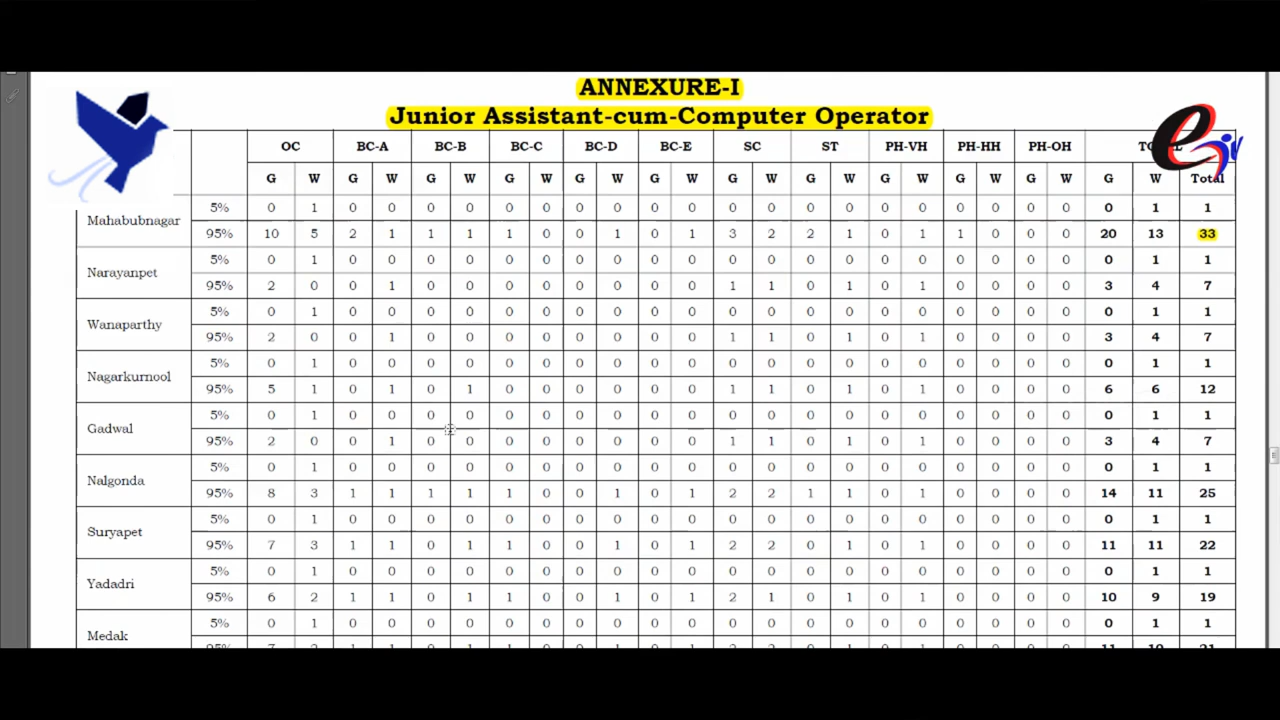 ANNEXURE-I
Junior Assistant-cum-Computer Operator
OC BC-A BC-B BC-C BC-D BC-E SC ST PH-VH PH-HH PH-OH
G W G W G W G W G W G W G W G W G W G W G W G W Total
Mahabubnagar
5% 0 1 0 0 0 0 0 0 0 0 0 0 0 0 0 0 0 0 0 0 0 0 0 1 1
95% 10 5 2 1 1 1 1 0 0 1 0 1 3 2 2 1 0 1 1 0 0 0 20 13 33
Narayanpet
5% 0 1 0 0 0 0 0 0 0 0 0 0 0 0 0 0 0 0 0 0 0 0 0 1 1
95% 2 0 0 1 0 0 0 0 0 0 0 0 1 1 0 1 0 1 0 0 0 0 3 4 7
Wanaparthy
5% 0 1 0 0 0 0 0 0 0 0 0 0 0 0 0 0 0 0 0 0 0 0 0 1 1
95% 2 0 0 1 0 0 0 0 0 0 0 0 1 1 0 1 0 1 0 0 0 0 3 4 7
Nagarkurnool
5% 0 1 0 0 0 0 0 0 0 0 0 0 0 0 0 0 0 0 0 0 0 0 0 1 1
95% 5 1 0 1 0 1 0 0 0 0 0 0 1 1 0 1 0 1 0 0 0 0 6 6 12
Gadwal
5% 0 1 0 0 0 0 0 0 0 0 0 0 0 0 0 0 0 0 0 0 0 0 0 1 1
95% 2 0 0 1 0 0 0 0 0 0 0 0 1 1 0 1 0 1 0 0 0 0 3 4 7
Nalgonda
5% 0 1 0 0 0 0 0 0 0 0 0 0 0 0 0 0 0 0 0 0 0 0 0 1 1
95% 8 3 1 1 1 1 1 0 0 1 0 1 2 2 1 1 0 1 0 0 0 0 14 11 25
Suryapet
5% 0 1 0 0 0 0 0 0 0 0 0 0 0 0 0 0 0 0 0 0 0 0 0 1 1
95% 7 3 1 1 0 1 1 0 0 1 0 1 2 2 0 1 0 1 0 0 0 0 11 11 22
Yadadri
5% 0 1 0 0 0 0 0 0 0 0 0 0 0 0 0 0 0 0 0 0 0 0 0 1 1
95% 6 2 1 1 0 1 1 0 0 1 0 1 2 1 0 1 0 1 0 0 0 0 10 9 19
Medak
5% 0 1 0 0 0 0 0 0 0 0 0 0 0 0 0 0 0 0 0 0 0 0 0 1 1